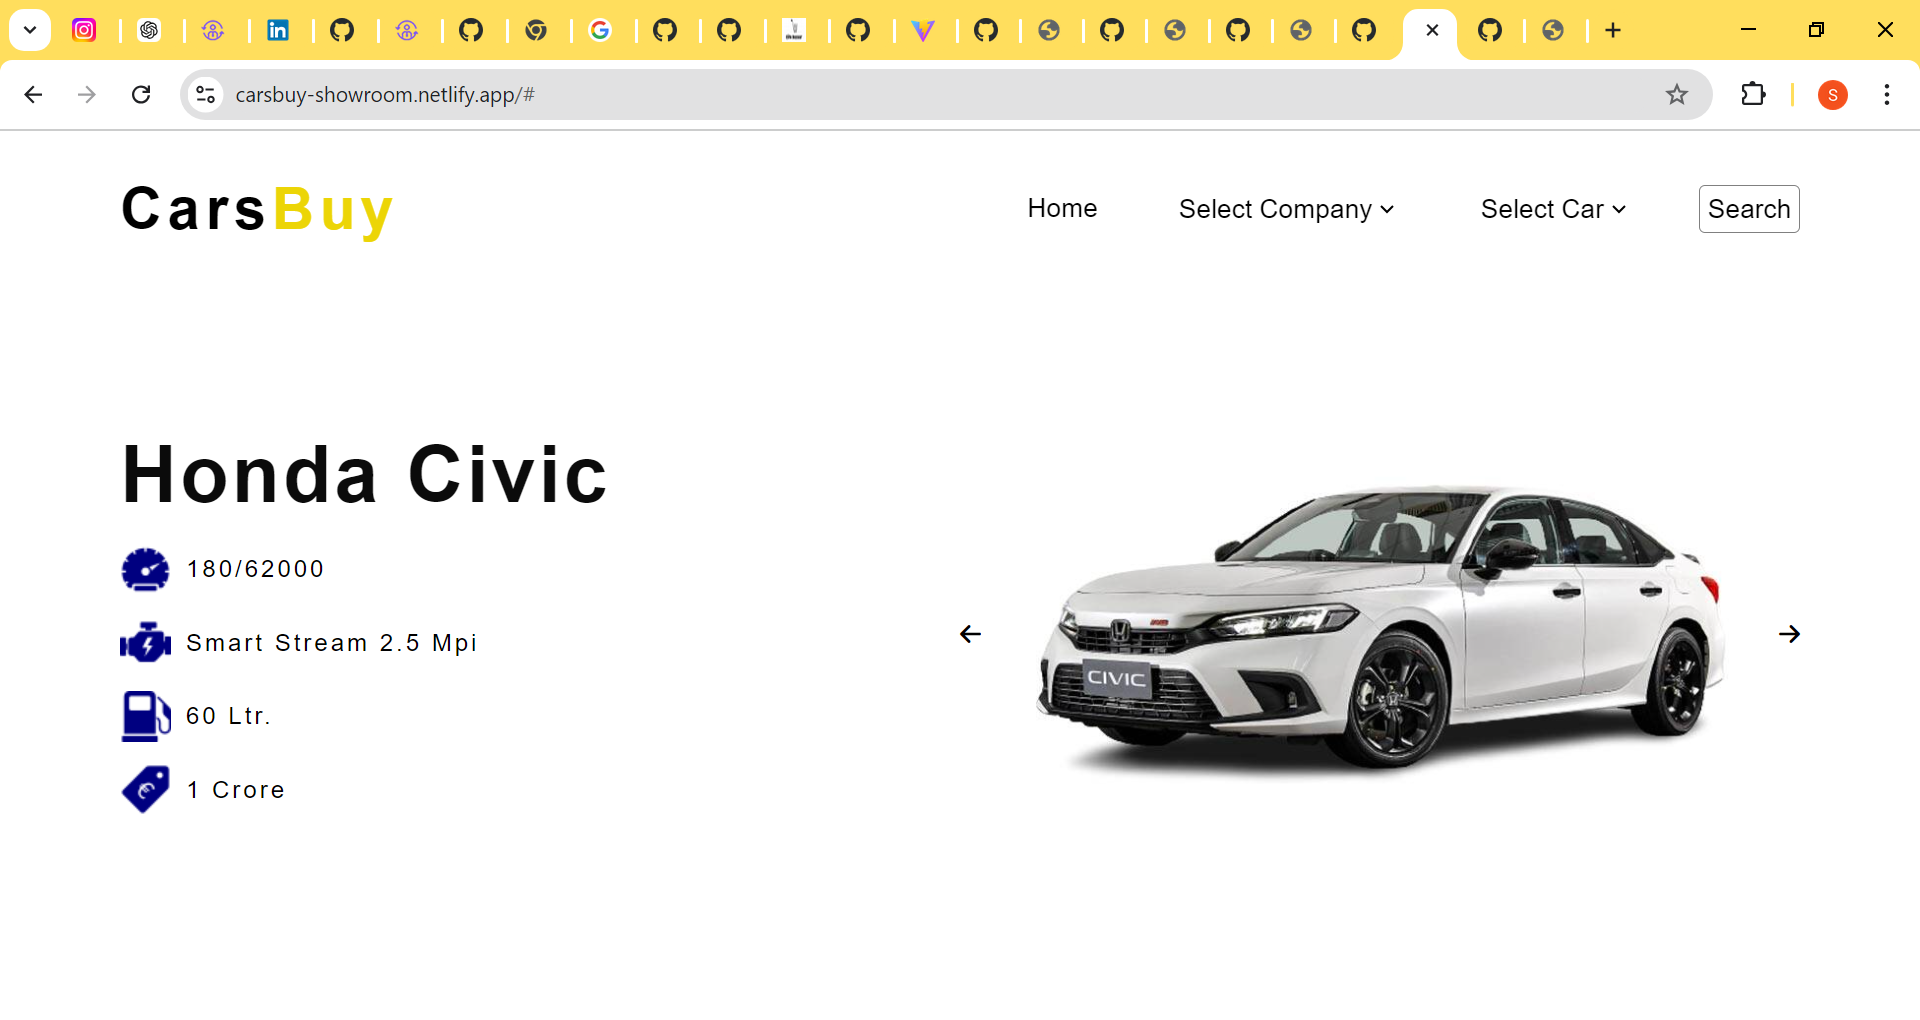 S
carsbuy-showroom.netlify.app/#
CarsBuy
Home
Select Company
Select Car
Search
Honda Civic
180/62000
Smart Stream 2.5 Mpi
60 Ltr.
1 Crore
CIVIC